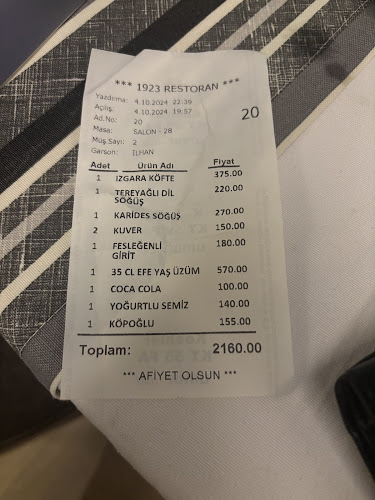 *** 1923 RESTORAN ***
Yazdırma: 4.10.2024 22:39
Açılış: 4.10.2024 19:57
Ad.No: 20 20
Masa: SALON - 28
Müş.Sayı: 2
Garson: İLHAN
Adet Ürün Adı Fiyat
1 IZGARA KÖFTE 375.00
1 TEREYAĞLI DİL 220.00
SÖĞÜŞ
1 KARİDES SÖĞÜŞ 270.00
2 KUVER 150.00
1 FESLEĞENLİ 180.00
GİRİT
1 35 CL EFE YAŞ ÜZÜM 570.00
1 COCA COLA 100.00
1 YOĞURTLU SEMİZ 140.00
1 KÖPOĞLU 155.00
Toplam: 2160.00
*** AFİYET OLSUN ***